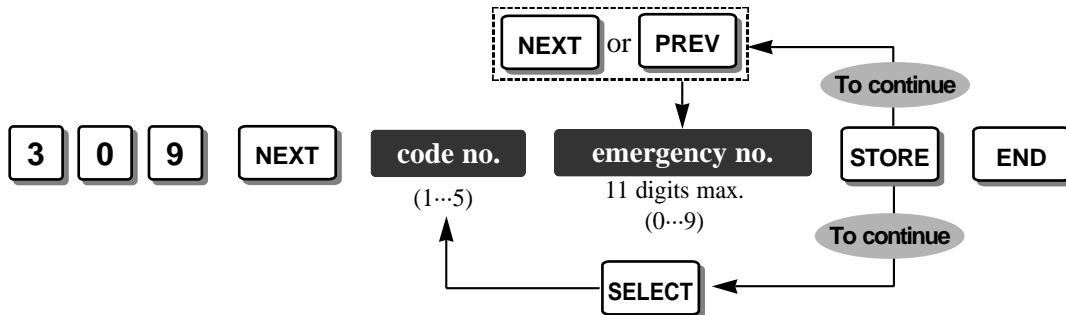 NEXT or PREV
To continue
3 0 9 NEXT code no. emergency no. STORE END
(1···5) 11 digits max.
(0···9)
To continue
SELECT